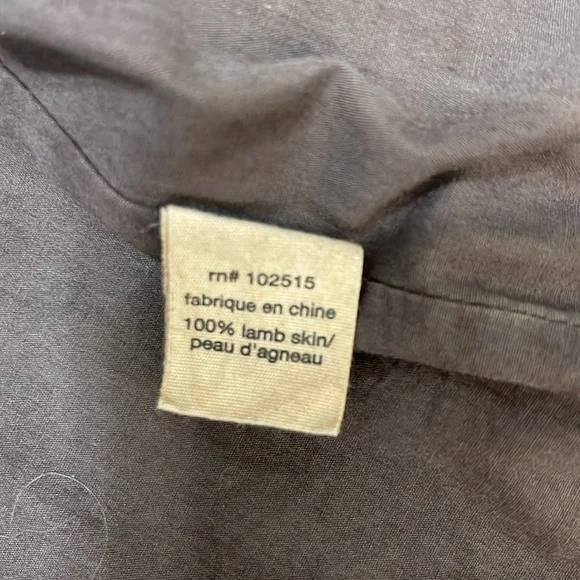 rn# 102515
fabrique en chine
100% lamb skin/
peau d'agneau